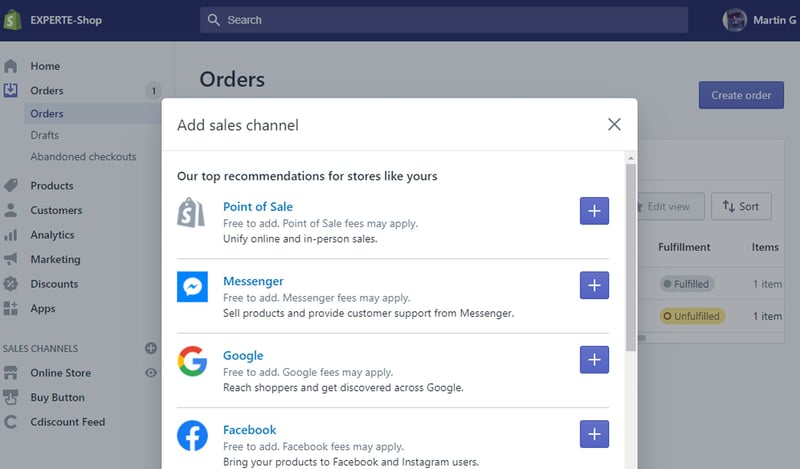 EXPERTE-Shop
Search
Martin G
Home
Orders 1
Orders
Drafts
Abandoned checkouts
Products
Customers
Analytics
Marketing
Discounts
Apps
SALES CHANNELS
Online Store
Buy Button
Cdiscount Feed
Orders
Create order
Edit view
Sort
Fulfillment Items
Fulfilled 1 item
Unfulfilled 1 item
Add sales channel
Our top recommendations for stores like yours
Point of Sale
Free to add. Point of Sale fees may apply.
Unify online and in-person sales.
Messenger
Free to add. Messenger fees may apply.
Sell products and provide customer support from Messenger.
Google
Free to add. Google fees may apply.
Reach shoppers and get discovered across Google.
Facebook
Free to add. Facebook fees may apply.
Bring your products to Facebook and Instagram users.